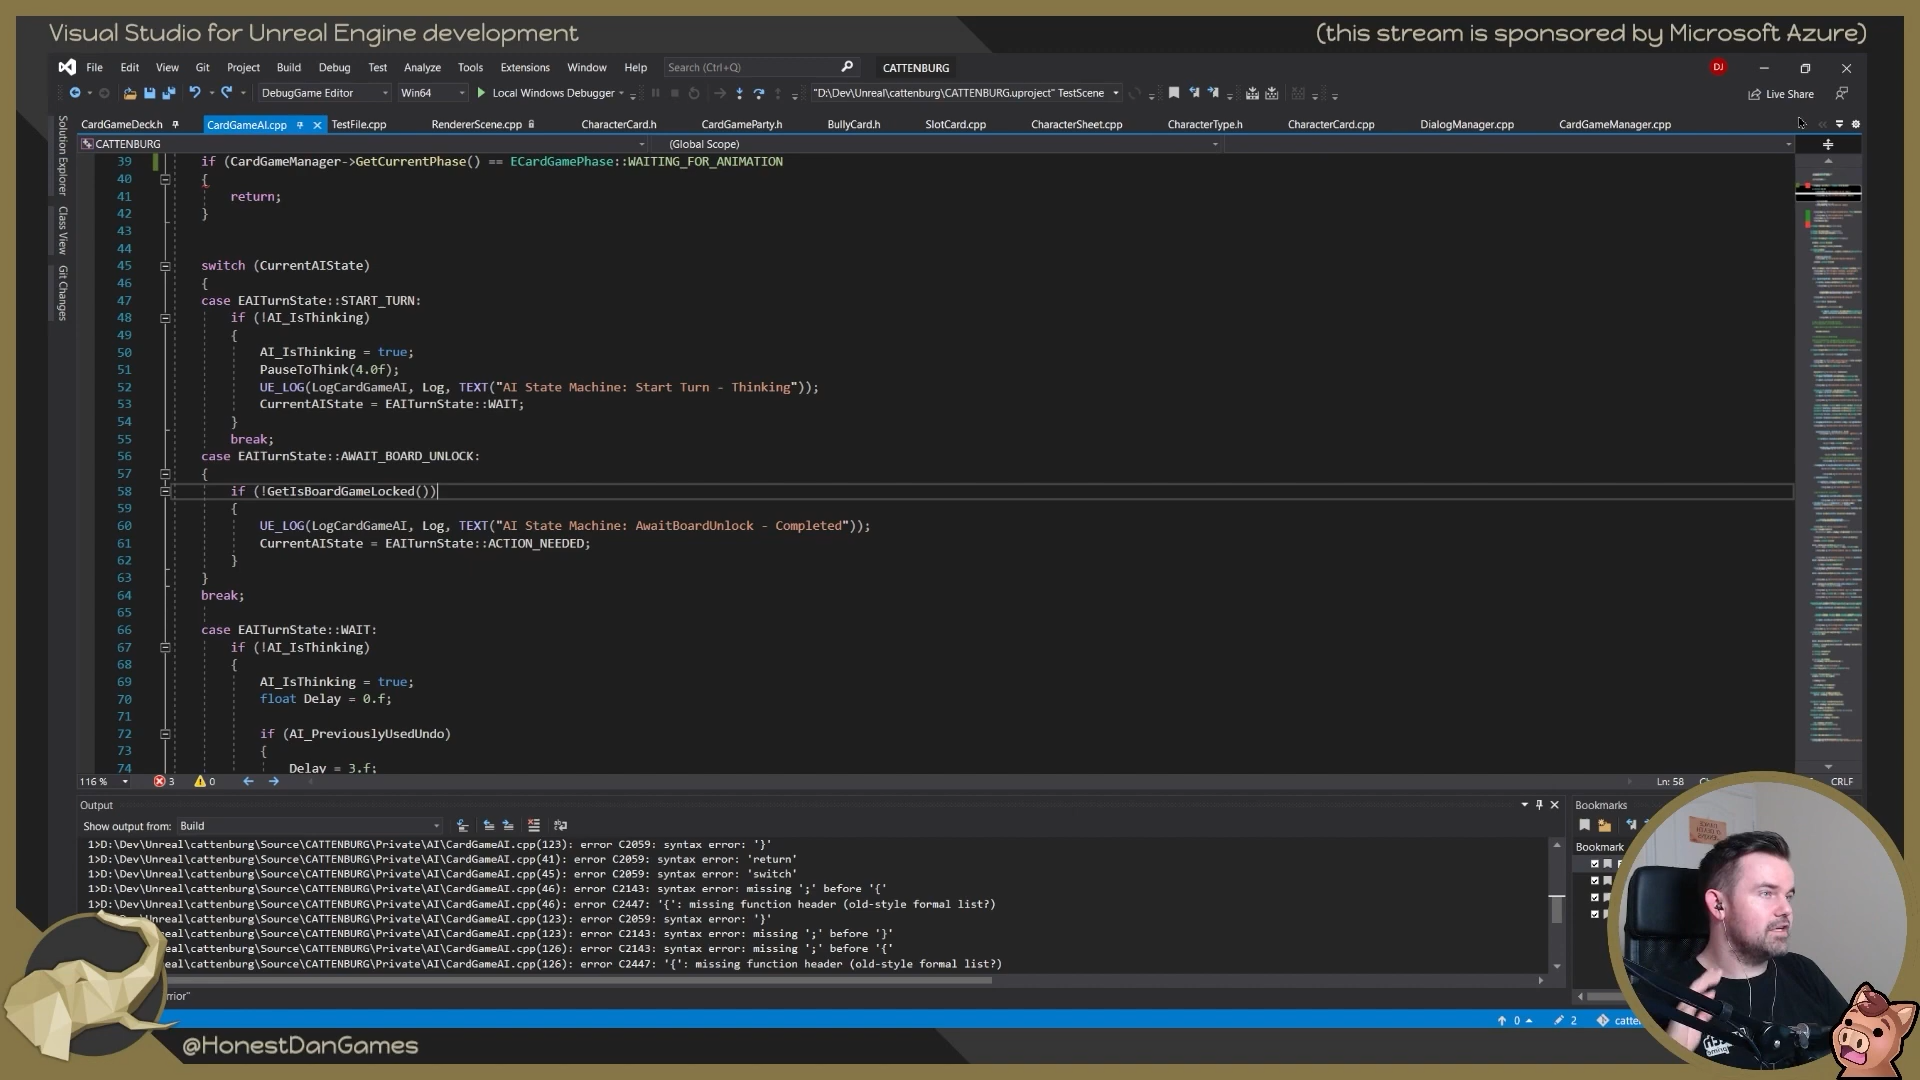 Visual Studio for Unreal Engine development
(this stream is sponsored by Microsoft Azure)
File Edit View Git Project Build Debug Test Analyze Tools Extensions Window Help Search (Ctrl+Q) CATTENBURG DJ
DebugGame Editor Win64 Local Windows Debugger "D:\Dev\Unreal\cattenburg\CATTENBURG.uproject" TestScene Live Share
CardGameDeck.h CardGameAI.cpp TestFile.cpp RendererScene.cpp CharacterCard.h CardGameParty.h BullyCard.h SlotCard.cpp CharacterSheet.cpp CharacterType.h CharacterCard.cpp DialogManager.cpp CardGameManager.cpp
CATTENBURG (Global Scope)
Solution Explorer
Class View
Git Changes
39 if (CardGameManager->GetCurrentPhase() == ECardGamePhase::WAITING_FOR_ANIMATION
40 {
41 return;
42 }
43
44
45 switch (CurrentAIState)
46 {
47 case EAITurnState::START_TURN:
48 if (!AI_IsThinking)
49 {
50 AI_IsThinking = true;
51 PauseToThink(4.0f);
52 UE_LOG(LogCardGameAI, Log, TEXT("AI State Machine: Start Turn - Thinking"));
53 CurrentAIState = EAITurnState::WAIT;
54 }
55 break;
56 case EAITurnState::AWAIT_BOARD_UNLOCK:
57 {
58 if (!GetIsBoardGameLocked())
59 {
60 UE_LOG(LogCardGameAI, Log, TEXT("AI State Machine: AwaitBoardUnlock - Completed"));
61 CurrentAIState = EAITurnState::ACTION_NEEDED;
62 }
63 }
64 break;
65
66 case EAITurnState::WAIT:
67 if (!AI_IsThinking)
68 {
69 AI_IsThinking = true;
70 float Delay = 0.f;
71
72 if (AI_PreviouslyUsedUndo)
73 {
74 Delay = 3.f;
116 % 3 0 Ln: 58 CRLF
Output
Show output from: Build
1>D:\Dev\Unreal\cattenburg\Source\CATTENBURG\Private\AI\CardGameAI.cpp(123): error C2059: syntax error: '}'
1>D:\Dev\Unreal\cattenburg\Source\CATTENBURG\Private\AI\CardGameAI.cpp(41): error C2059: syntax error: 'return'
1>D:\Dev\Unreal\cattenburg\Source\CATTENBURG\Private\AI\CardGameAI.cpp(45): error C2059: syntax error: 'switch'
1>D:\Dev\Unreal\cattenburg\Source\CATTENBURG\Private\AI\CardGameAI.cpp(46): error C2143: syntax error: missing ';' before '{'
1>D:\Dev\Unreal\cattenburg\Source\CATTENBURG\Private\AI\CardGameAI.cpp(46): error C2447: '{': missing function header (old-style formal list?)
real\cattenburg\Source\CATTENBURG\Private\AI\CardGameAI.cpp(123): error C2059: syntax error: '}'
real\cattenburg\Source\CATTENBURG\Private\AI\CardGameAI.cpp(123): error C2143: syntax error: missing ';' before '}'
real\cattenburg\Source\CATTENBURG\Private\AI\CardGameAI.cpp(126): error C2143: syntax error: missing ';' before '{'
real\cattenburg\Source\CATTENBURG\Private\AI\CardGameAI.cpp(126): error C2447: '{': missing function header (old-style formal list?)
Bookmarks
Bookmark
0 2
@HonestDanGames